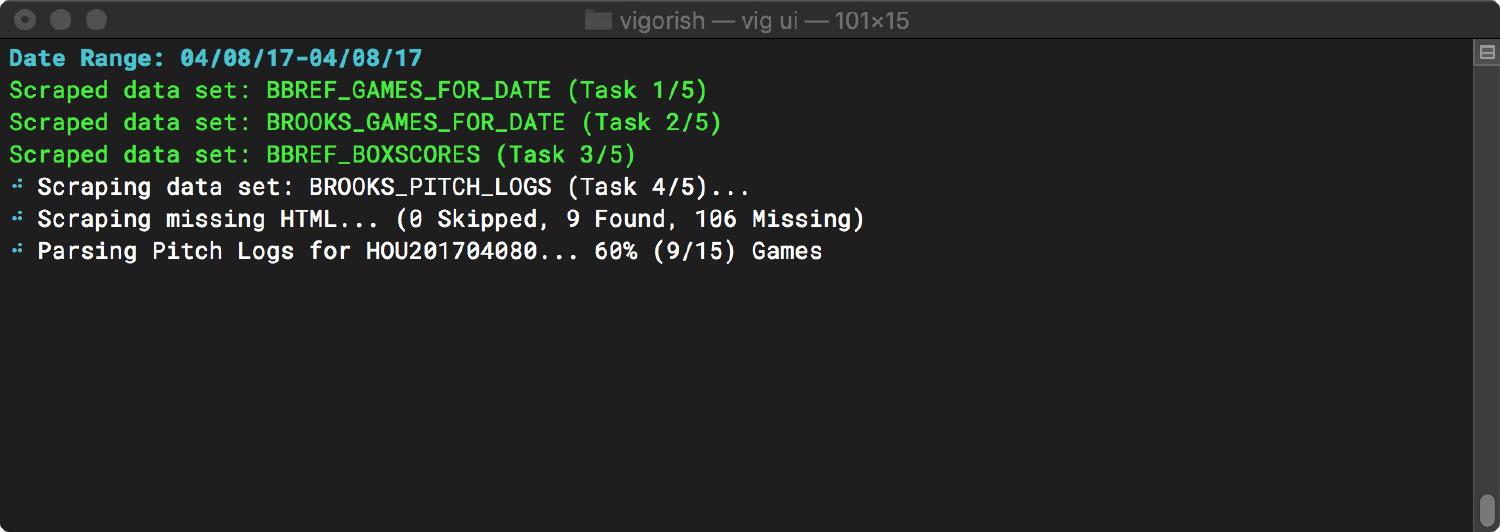 vigorish — vig ui — 101×15
Date Range: 04/08/17-04/08/17
Scraped data set: BBREF_GAMES_FOR_DATE (Task 1/5)
Scraped data set: BROOKS_GAMES_FOR_DATE (Task 2/5)
Scraped data set: BBREF_BOXSCORES (Task 3/5)
Scraping data set: BROOKS_PITCH_LOGS (Task 4/5)...
Scraping missing HTML... (0 Skipped, 9 Found, 106 Missing)
Parsing Pitch Logs for HOU201704080... 60% (9/15) Games